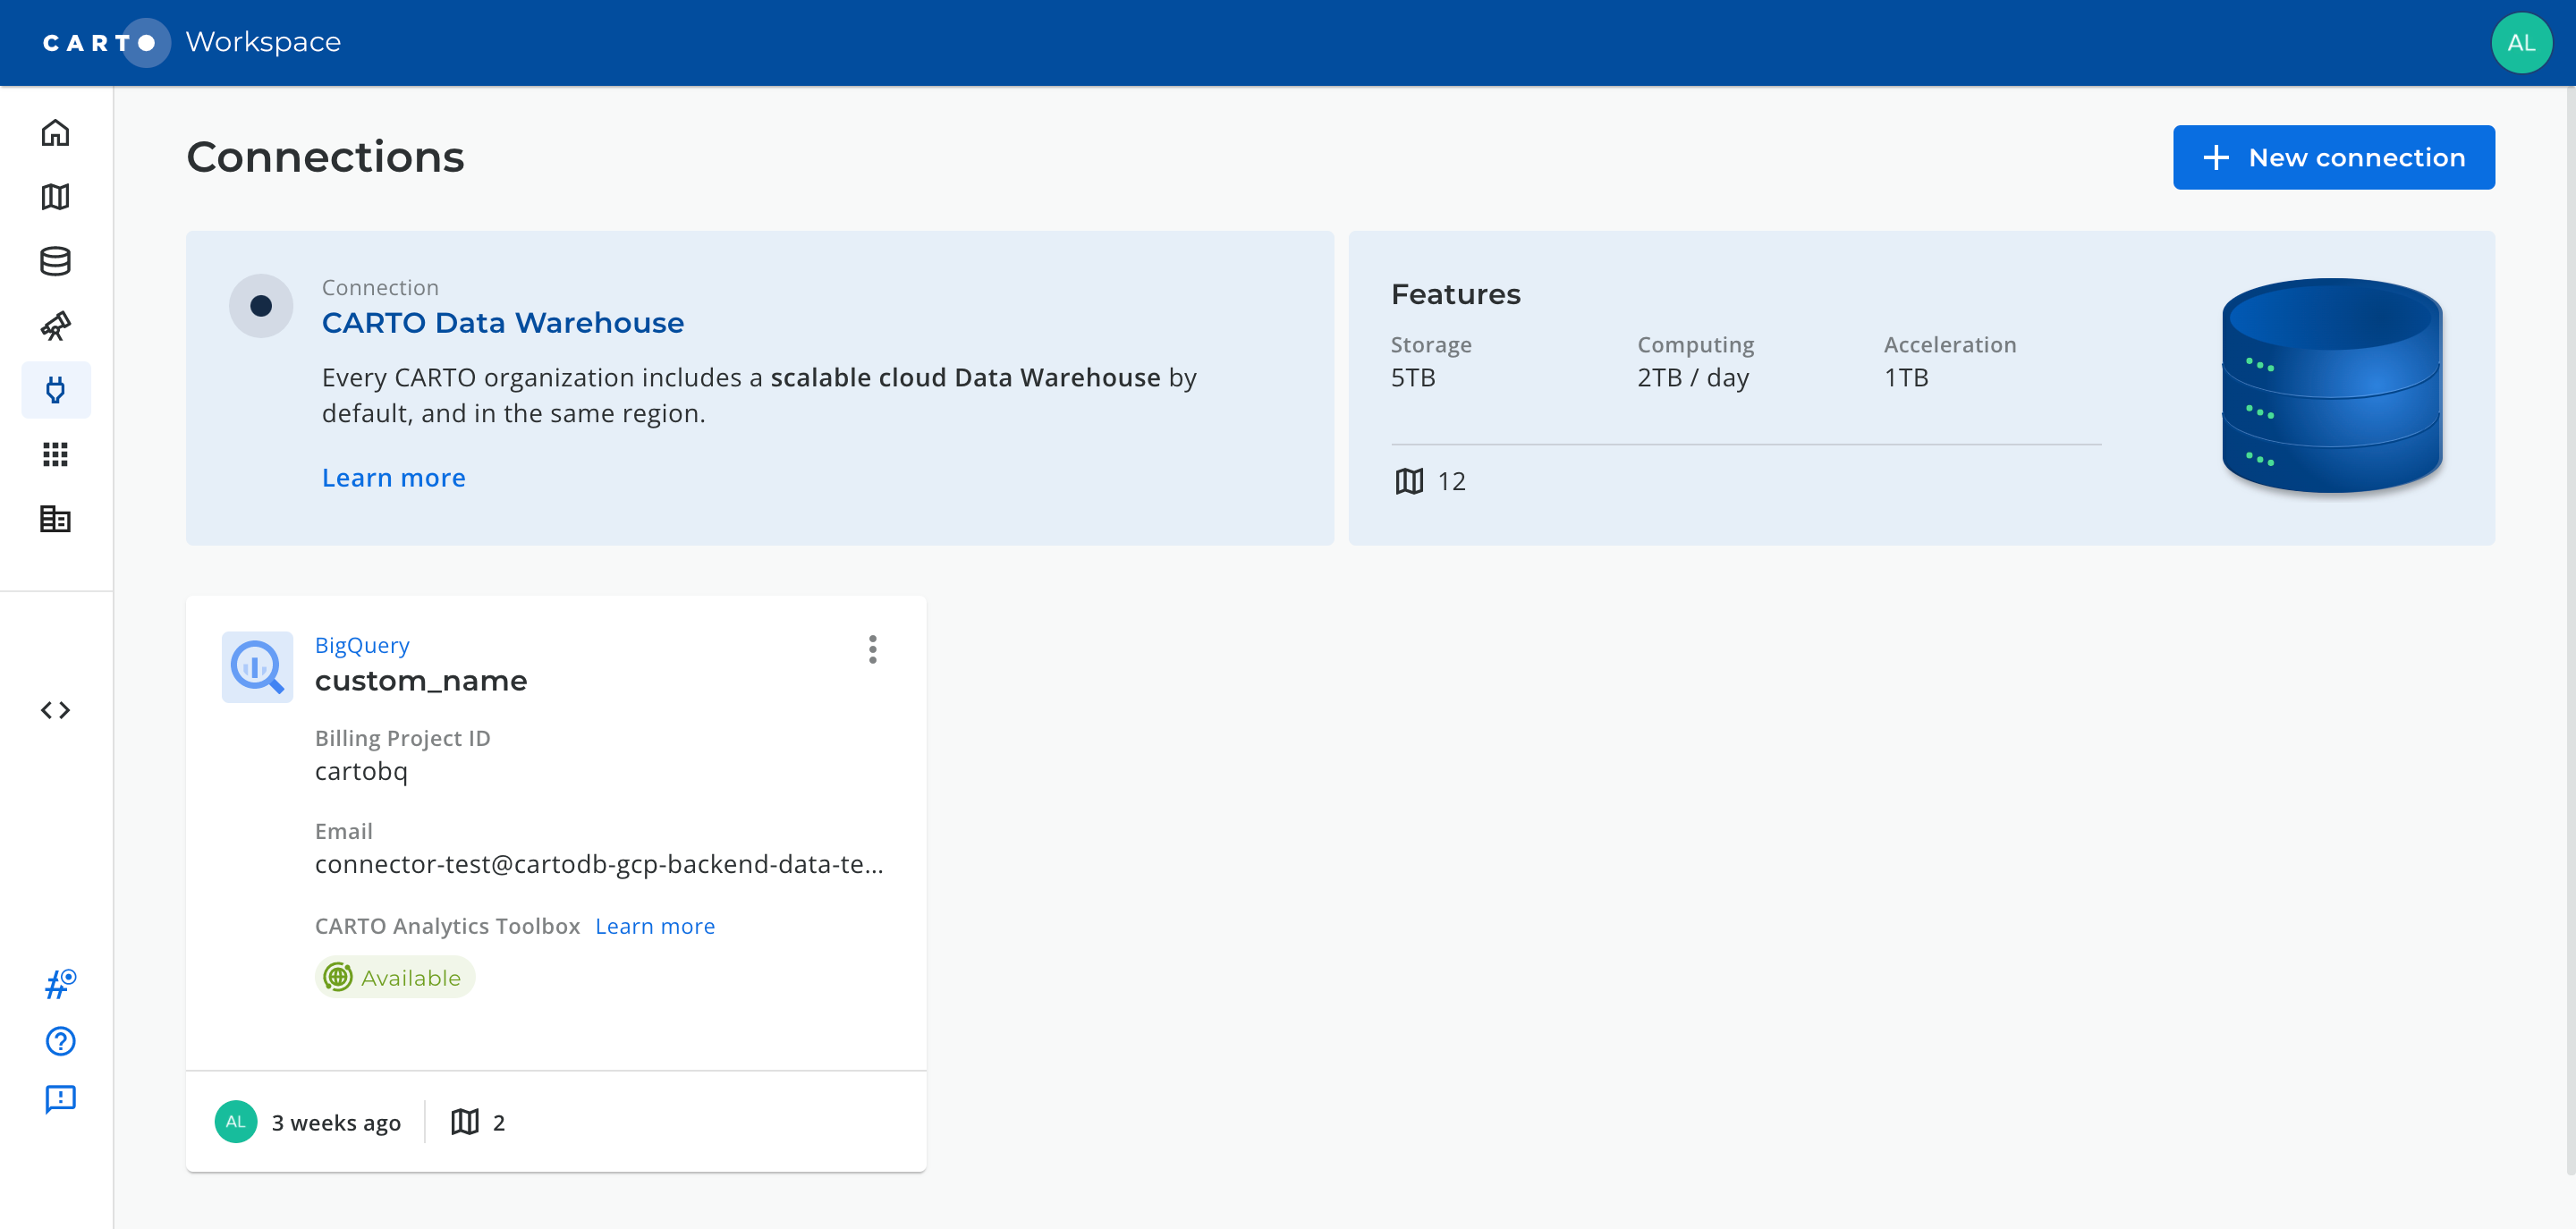 CARTO Workspace
AL
Connections
New connection
Connection
CARTO Data Warehouse
Every CARTO organization includes a scalable cloud Data Warehouse by
default, and in the same region.
Learn more
Features
Storage Computing Acceleration
5TB 2TB / day 1TB
12
BigQuery
custom_name
Billing Project ID
cartobq
Email
connector-test@cartodb-gcp-backend-data-te...
CARTO Analytics Toolbox Learn more
Available
AL 3 weeks ago 2